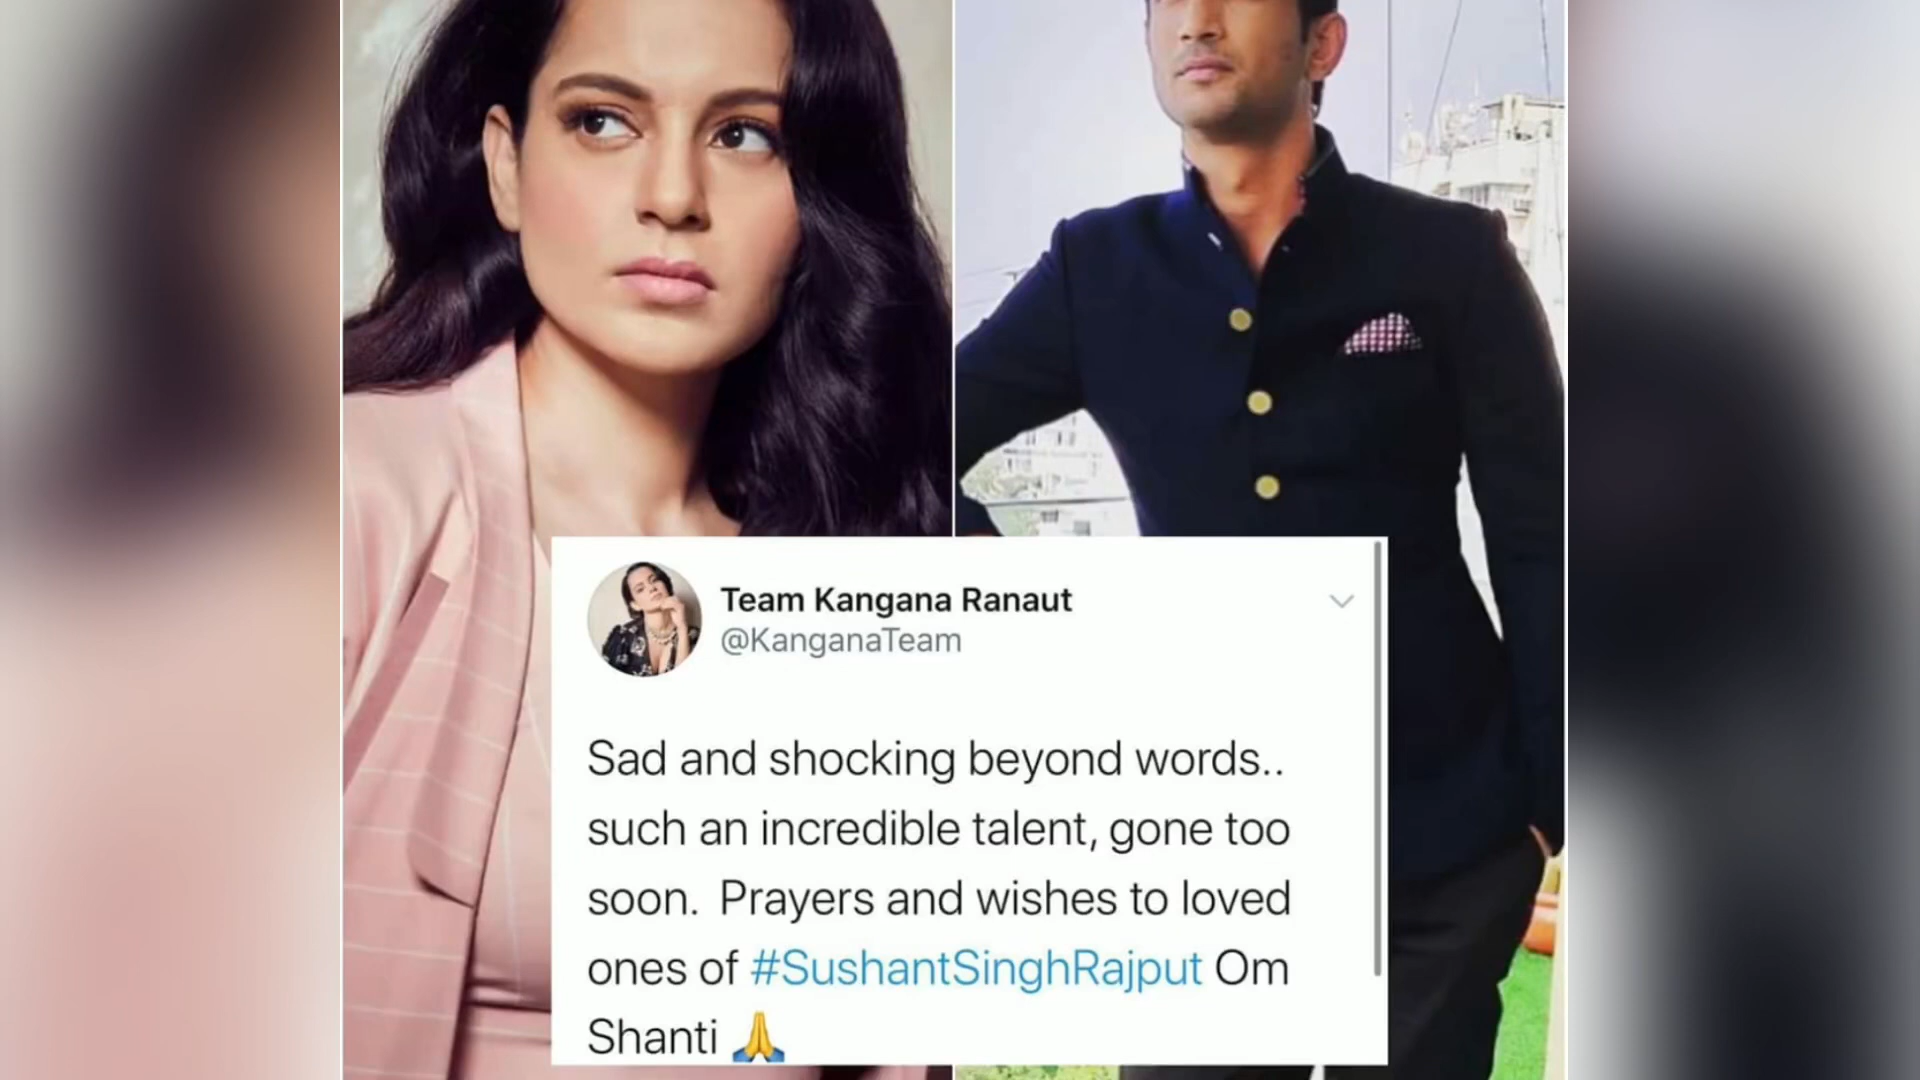 Team Kangana Ranaut
@KanganaTeam
Sad and shocking beyond words..
such an incredible talent, gone too
soon. Prayers and wishes to loved
ones of #SushantSinghRajput Om
Shanti 🙏